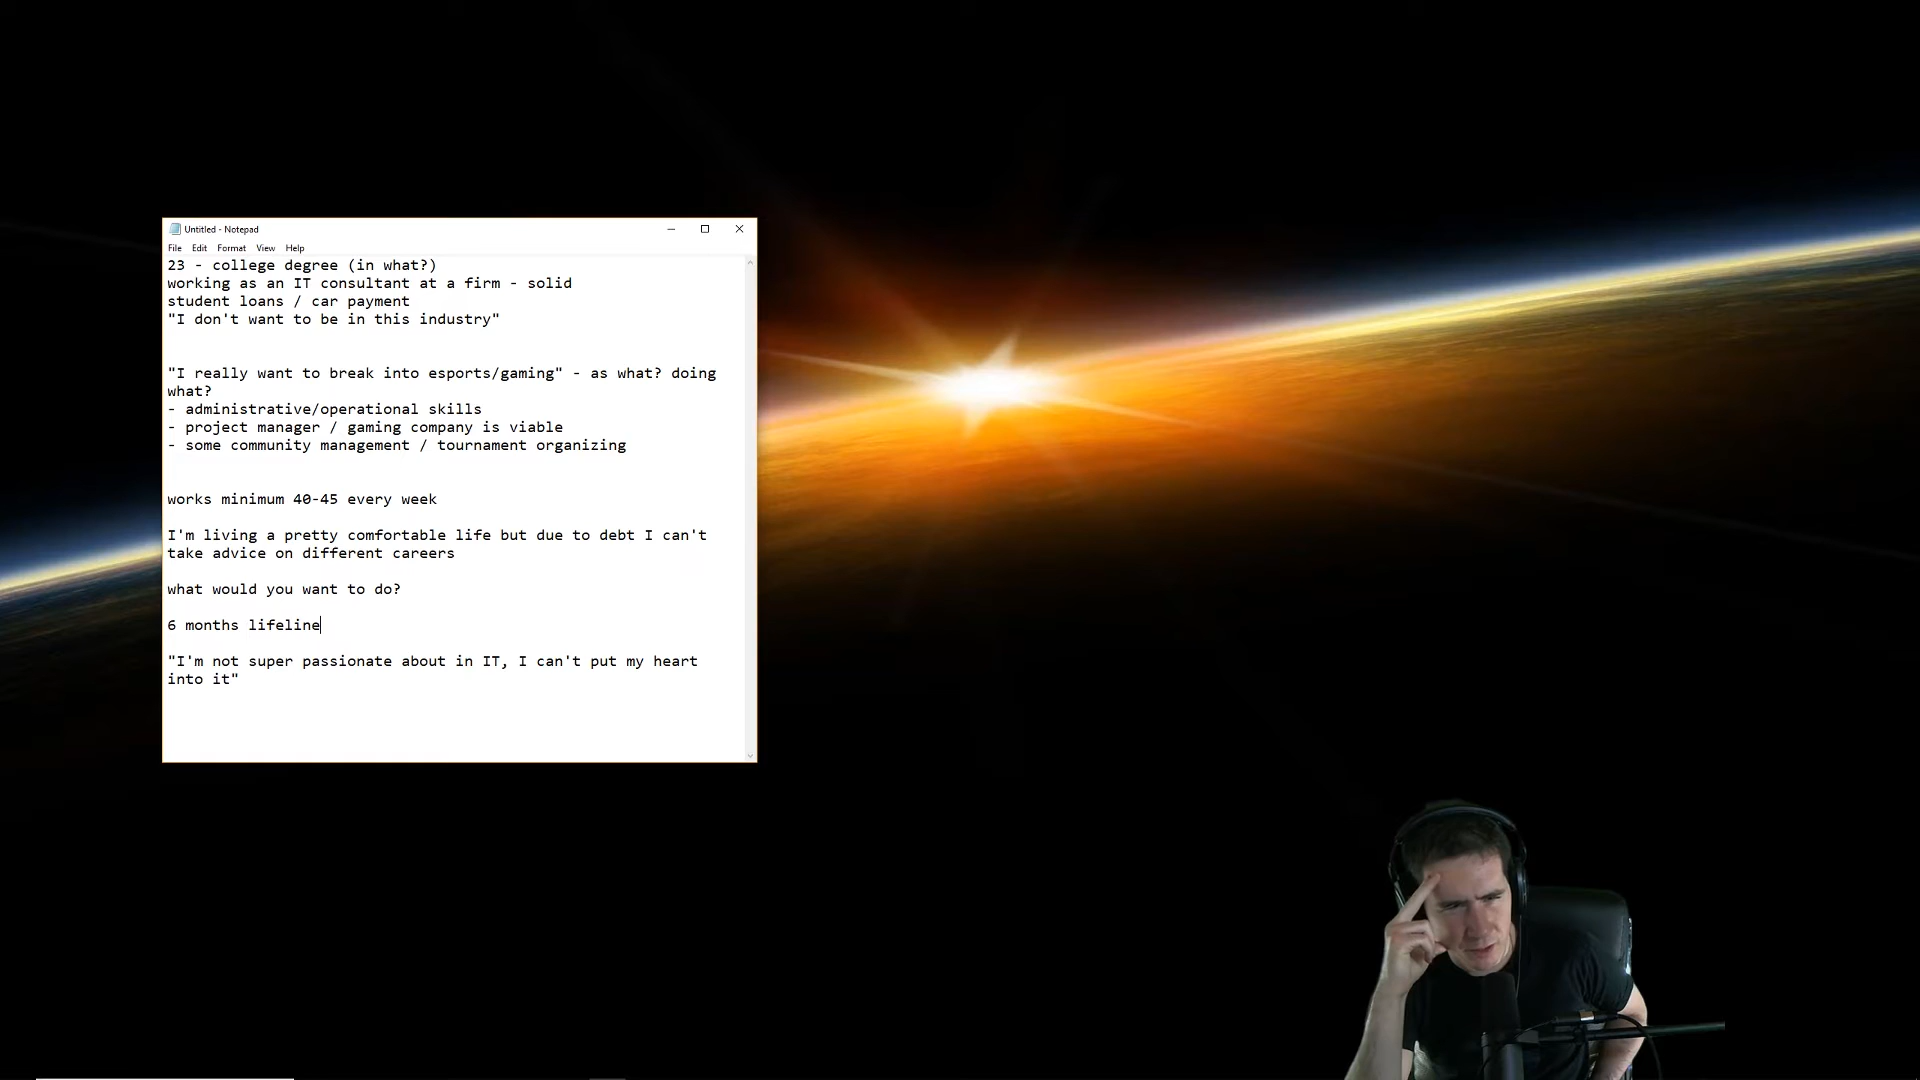 Untitled - Notepad
File Edit Format View Help
23 - college degree (in what?)
working as an IT consultant at a firm - solid
student loans / car payment
"I don't want to be in this industry"
"I really want to break into esports/gaming" - as what? doing
what?
- administrative/operational skills
- project manager / gaming company is viable
- some community management / tournament organizing
works minimum 40-45 every week
I'm living a pretty comfortable life but due to debt I can't
take advice on different careers
what would you want to do?
6 months lifeline
"I'm not super passionate about in IT, I can't put my heart
into it"